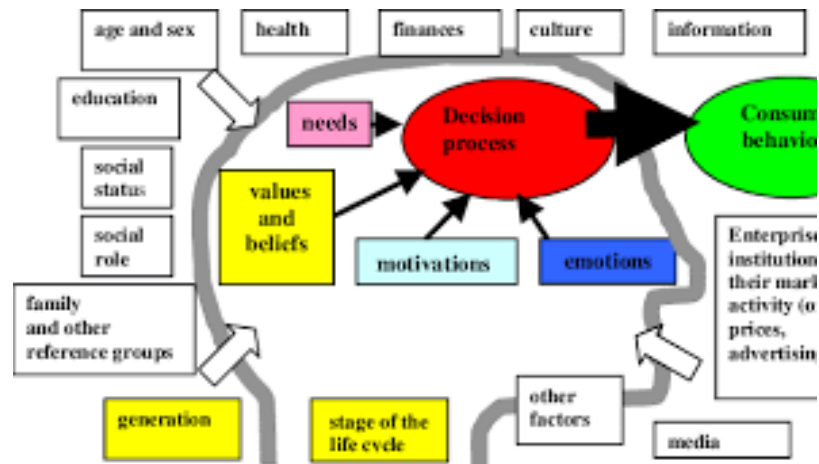 age and sex
health
finances
culture
information
education
needs
Decision
process
Consum
behavio
social
status
values
and
beliefs
social
role
motivations
emotions
Enterprise
institution
their mark
activity (o
prices,
advertising
family
and other
reference groups
generation
stage of the
life cycle
other
factors
media